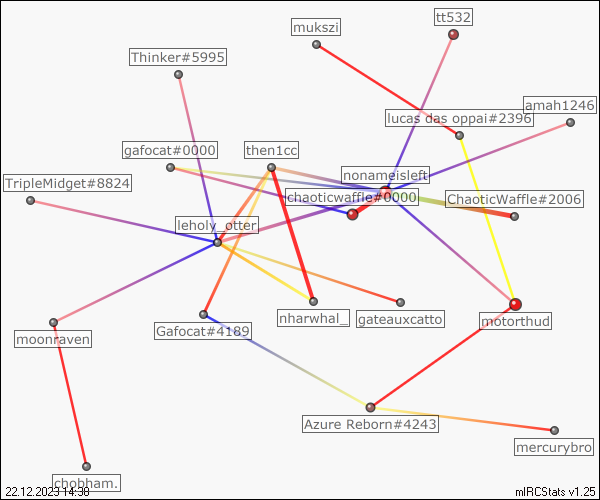 tt532
mukszi
Thinker#5995
amah1246
lucas das oppai#2396
gafocat#0000
then1cc
nonameisleft
TripleMidget#8824
chaoticwaffle#0000
ChaoticWaffle#2006
leholy_otter
nharwhal_
gateauxcatto
motorthud
Gafocat#4189
moonraven
Azure Reborn#4243
mercurybro
chobham.
22.12.2023 14:38
mIRCStats v1.25